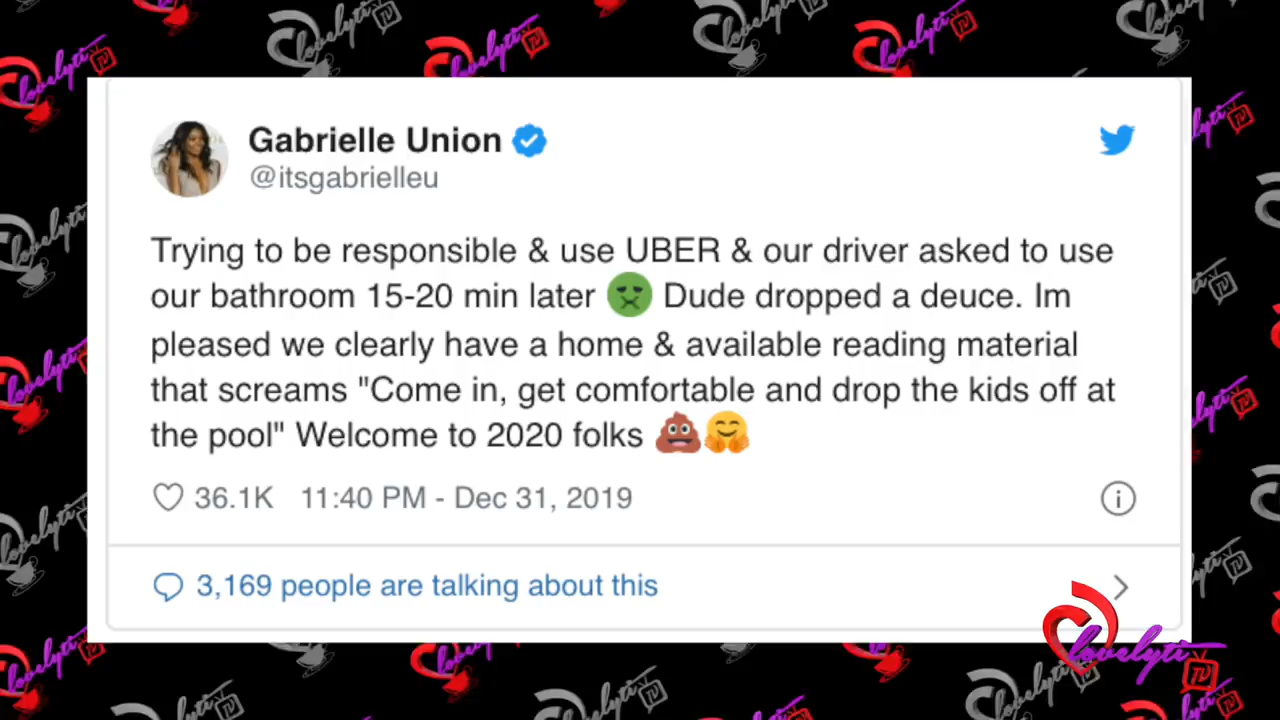 Gabrielle Union
@itsgabrielleu
Trying to be responsible & use UBER & our driver asked to use
our bathroom 15-20 min later 🤢 Dude dropped a deuce. Im
pleased we clearly have a home & available reading material
that screams "Come in, get comfortable and drop the kids off at
the pool" Welcome to 2020 folks 💩🤗
36.1K 11:40 PM - Dec 31, 2019
3,169 people are talking about this
lovelyti TV